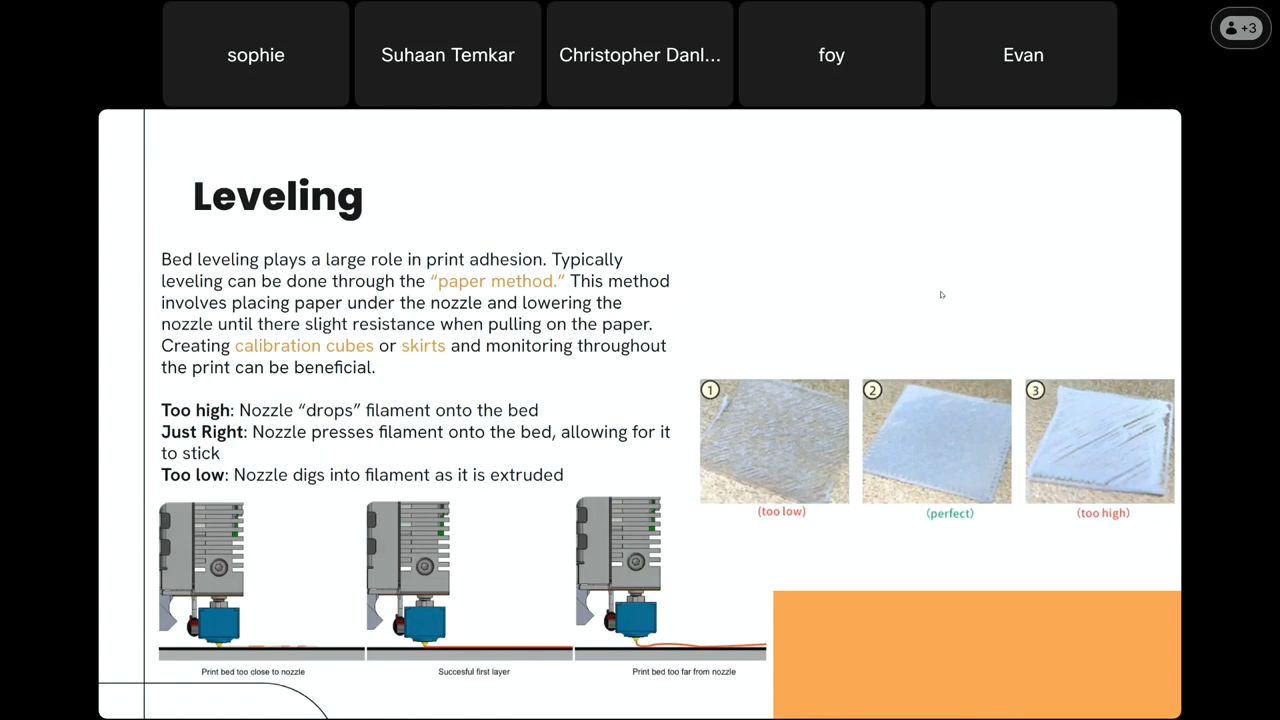 sophie
Suhaan Temkar
Christopher Danl...
foy
Evan
+3
Leveling
Bed leveling plays a large role in print adhesion. Typically
leveling can be done through the “paper method.” This method
involves placing paper under the nozzle and lowering the
nozzle until there slight resistance when pulling on the paper.
Creating calibration cubes or skirts and monitoring throughout
the print can be beneficial.
Too high: Nozzle “drops” filament onto the bed
Just Right: Nozzle presses filament onto the bed, allowing for it
to stick
Too low: Nozzle digs into filament as it is extruded
1
2
3
(too low)
(perfect)
(too high)
Print bed too close to nozzle
Succesful first layer
Print bed too far from nozzle